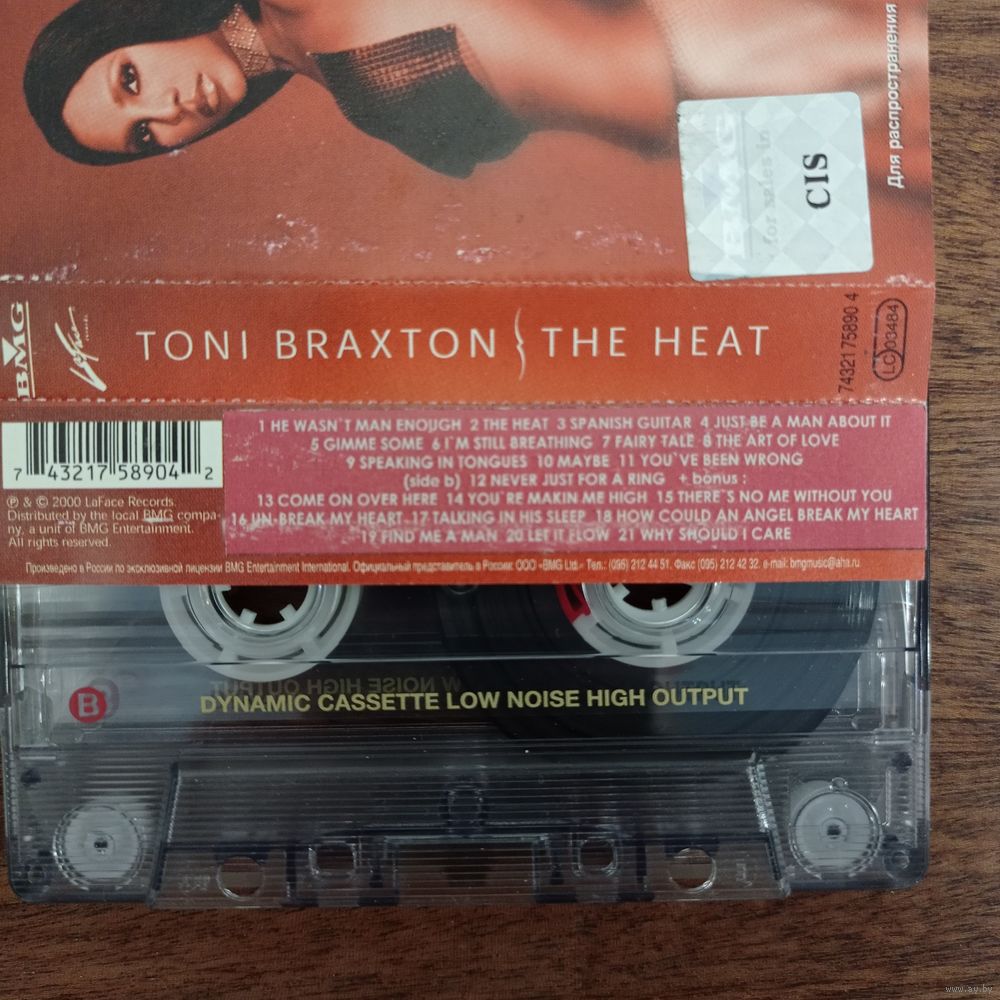 Для распространения
BMG
for sales in
CIS
BMG
LaFace
TONI BRAXTON } THE HEAT
74321 75890 4
LC 03484
7 43217 58904 2
℗ & © 2000 LaFace Records.
Distributed by the local BMG compa-
ny, a unit of BMG Entertainment.
All rights reserved.
1 HE WASN`T MAN ENOUGH 2 THE HEAT 3 SPANISH GUITAR 4 JUST BE A MAN ABOUT IT
5 GIMME SOME 6 I`M STILL BREATHING 7 FAIRY TALE 8 THE ART OF LOVE
9 SPEAKING IN TONGUES 10 MAYBE 11 YOU`VE BEEN WRONG
(side b) 12 NEVER JUST FOR A RING + bonus :
13 COME ON OVER HERE 14 YOU`RE MAKIN ME HIGH 15 THERE`S NO ME WITHOUT YOU
16 UN-BREAK MY HEART 17 TALKING IN HIS SLEEP 18 HOW COULD AN ANGEL BREAK MY HEART
19 FIND ME A MAN 20 LET IT FLOW 21 WHY SHOULD I CARE
Произведено в России по эксклюзивной лицензии BMG Entertainment International. Официальный представитель в России: ООО «BMG Ltd.» Тел.: (095) 212 44 51. Факс (095) 212 42 32. e-mail: bmgmusic@aha.ru
B
DYNAMIC CASSETTE LOW NOISE HIGH OUTPUT
www.ay.by